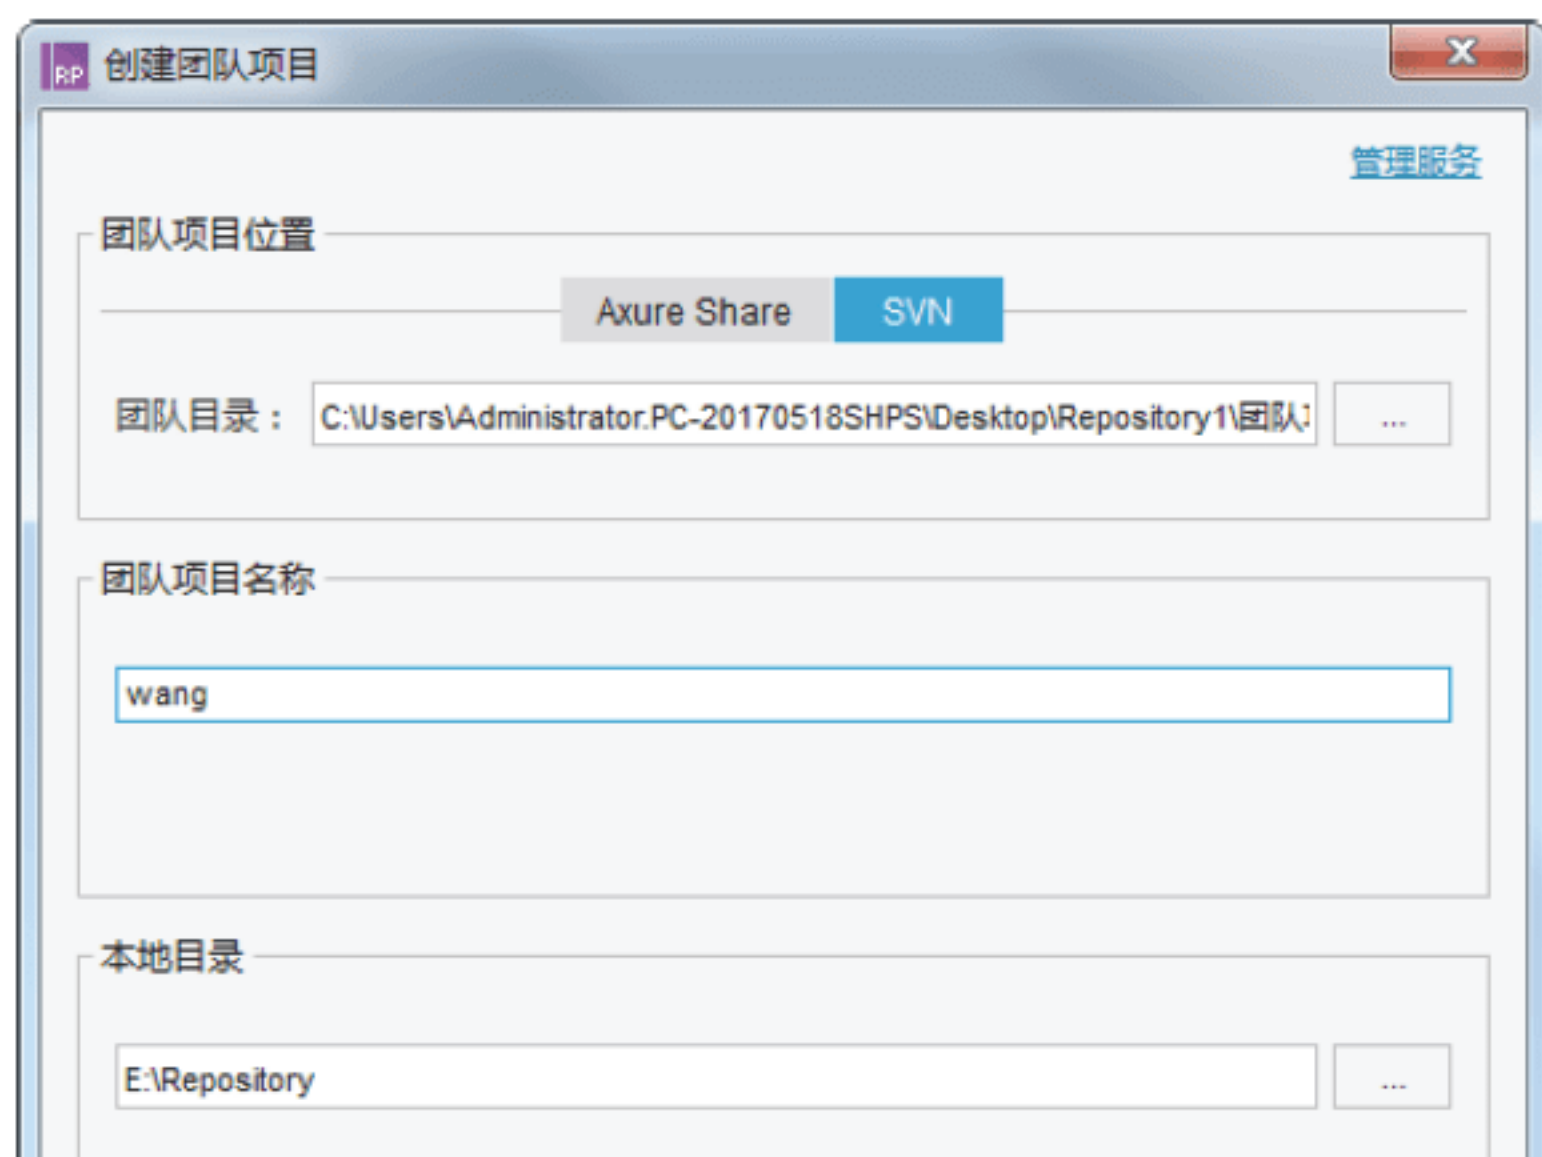 RP 创建团队项目
管理服务
团队项目位置
Axure Share SVN
团队目录： C:\Users\Administrator.PC-20170518SHPS\Desktop\Repository1\团队 ...
团队项目名称
wang
本地目录
E:\Repository ...